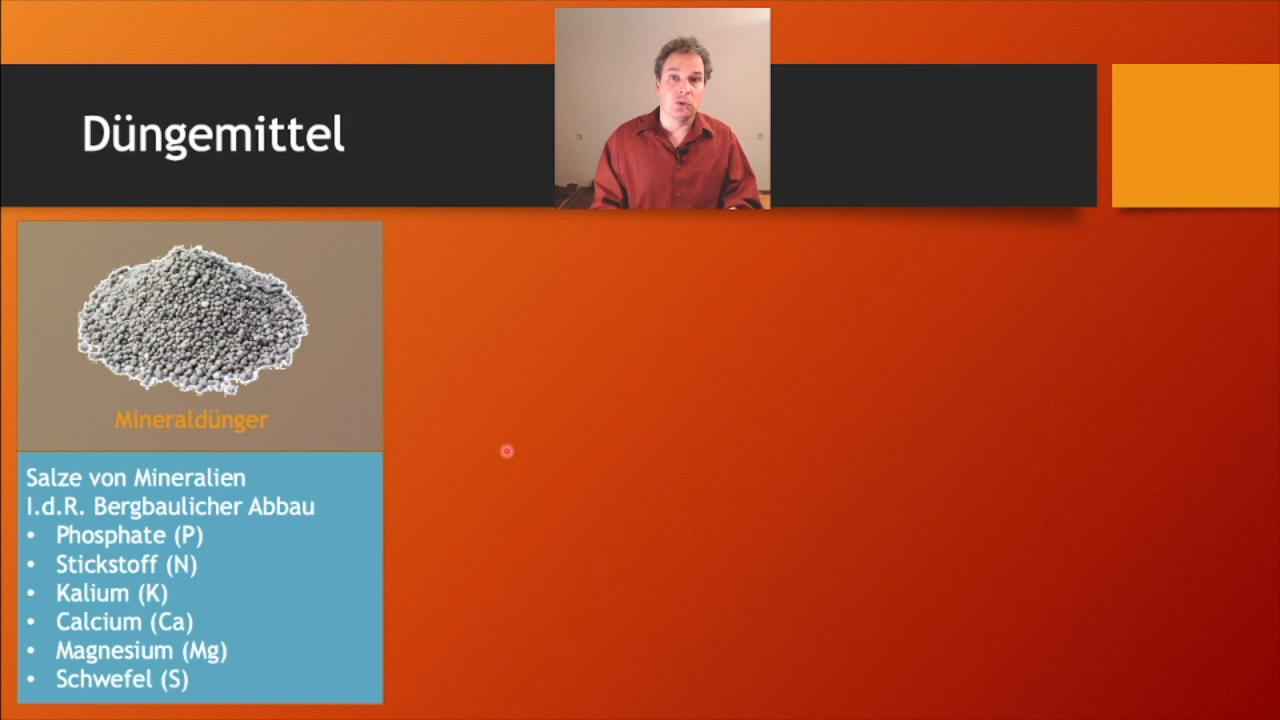 Düngemittel
Mineraldünger
Salze von Mineralien
I.d.R. Bergbaulicher Abbau
• Phosphate (P)
• Stickstoff (N)
• Kalium (K)
• Calcium (Ca)
• Magnesium (Mg)
• Schwefel (S)